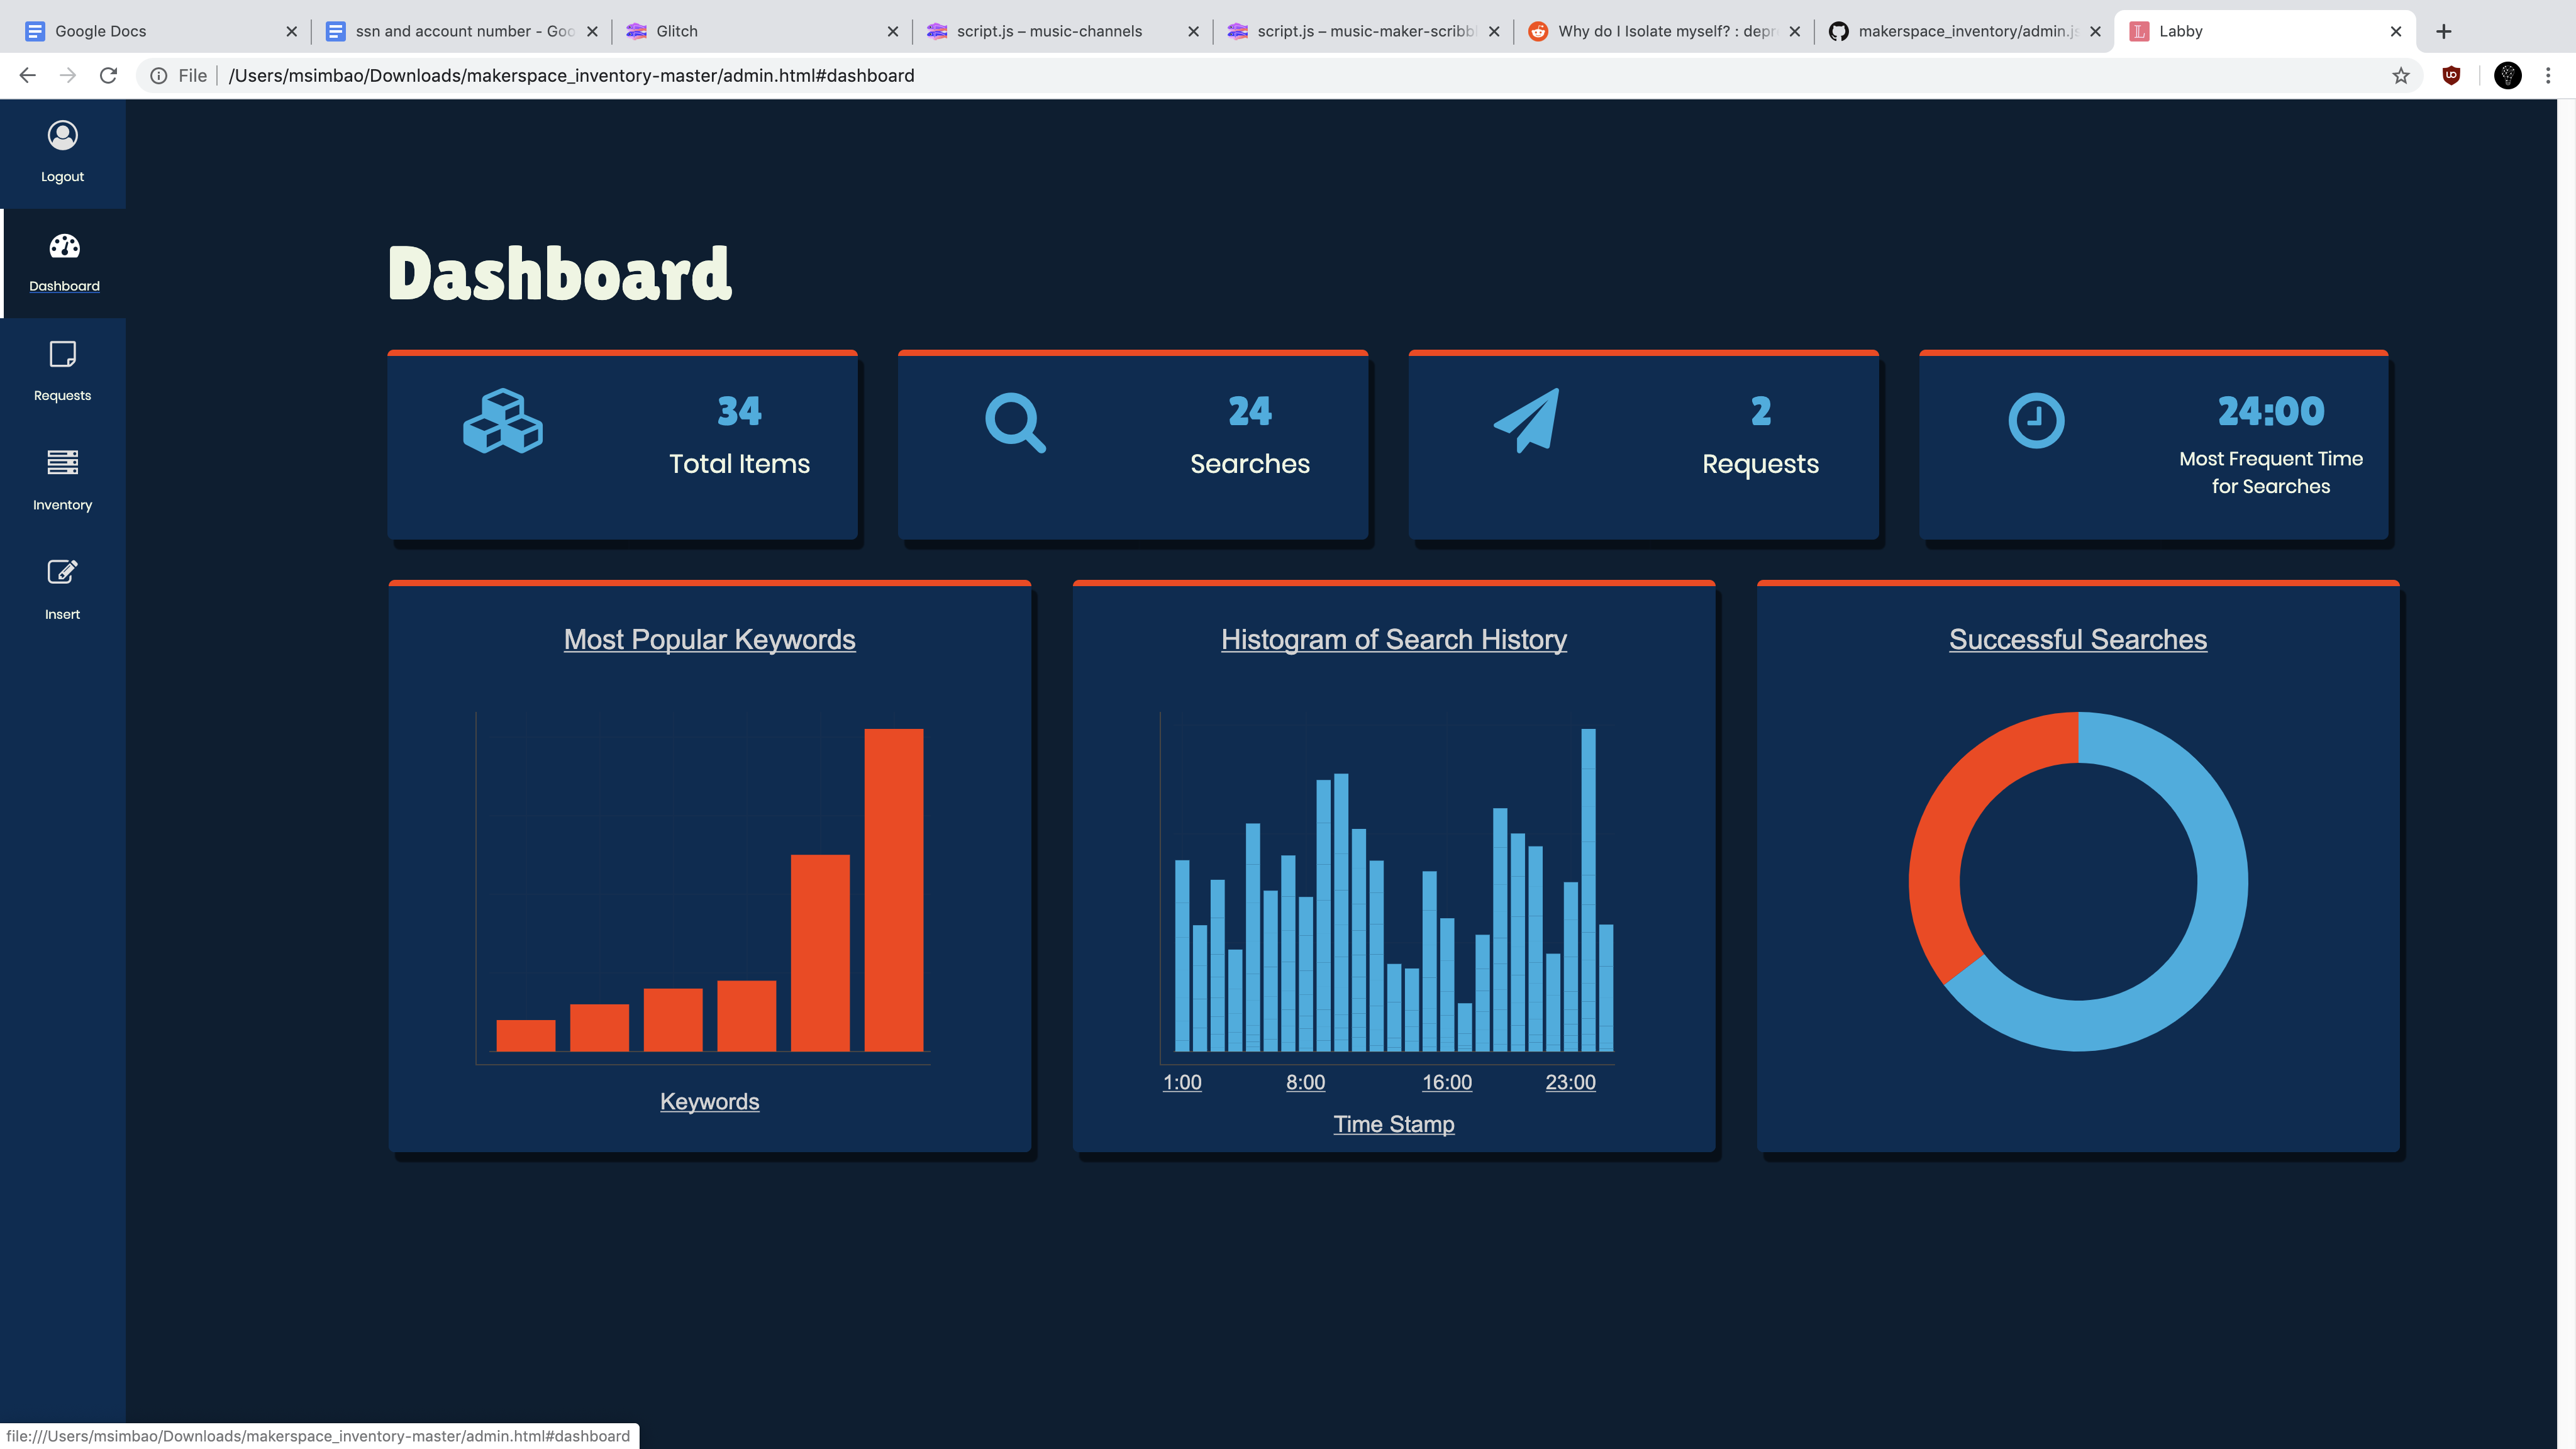 Google Docs
ssn and account number - Goo
Glitch
script.js – music-channels
script.js – music-maker-scribbl
Why do I Isolate myself? : depr
makerspace_inventory/admin.js
Labby
File
/Users/msimbao/Downloads/makerspace_inventory-master/admin.html#dashboard
Logout
Dashboard
Requests
Inventory
Insert
Dashboard
34
Total Items
24
Searches
2
Requests
24:00
Most Frequent Time
for Searches
Most Popular Keywords
Keywords
Histogram of Search History
1:00 8:00 16:00 23:00
Time Stamp
Successful Searches
file:///Users/msimbao/Downloads/makerspace_inventory-master/admin.html#dashboard